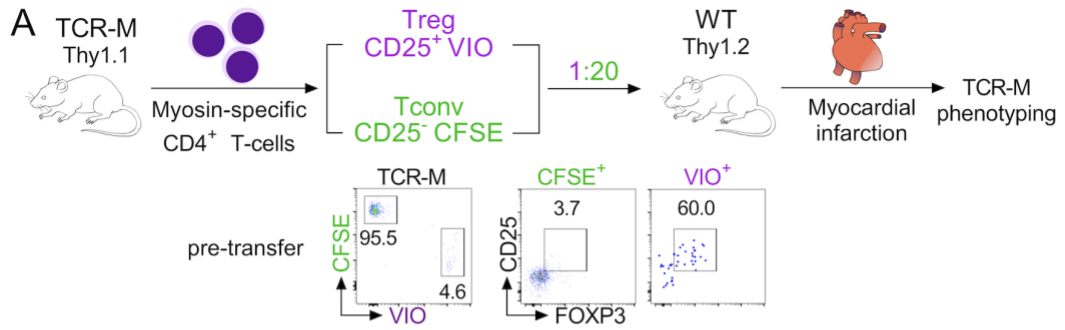 A
TCR-M
Thy1.1
Myosin-specific
CD4+ T-cells
Treg
CD25+ VIO
Tconv
CD25- CFSE
1:20
WT
Thy1.2
Myocardial
infarction
TCR-M
phenotyping
pre-transfer
TCR-M
CFSE
95.5
4.6
VIO
CFSE+
CD25
3.7
FOXP3
VIO+
60.0